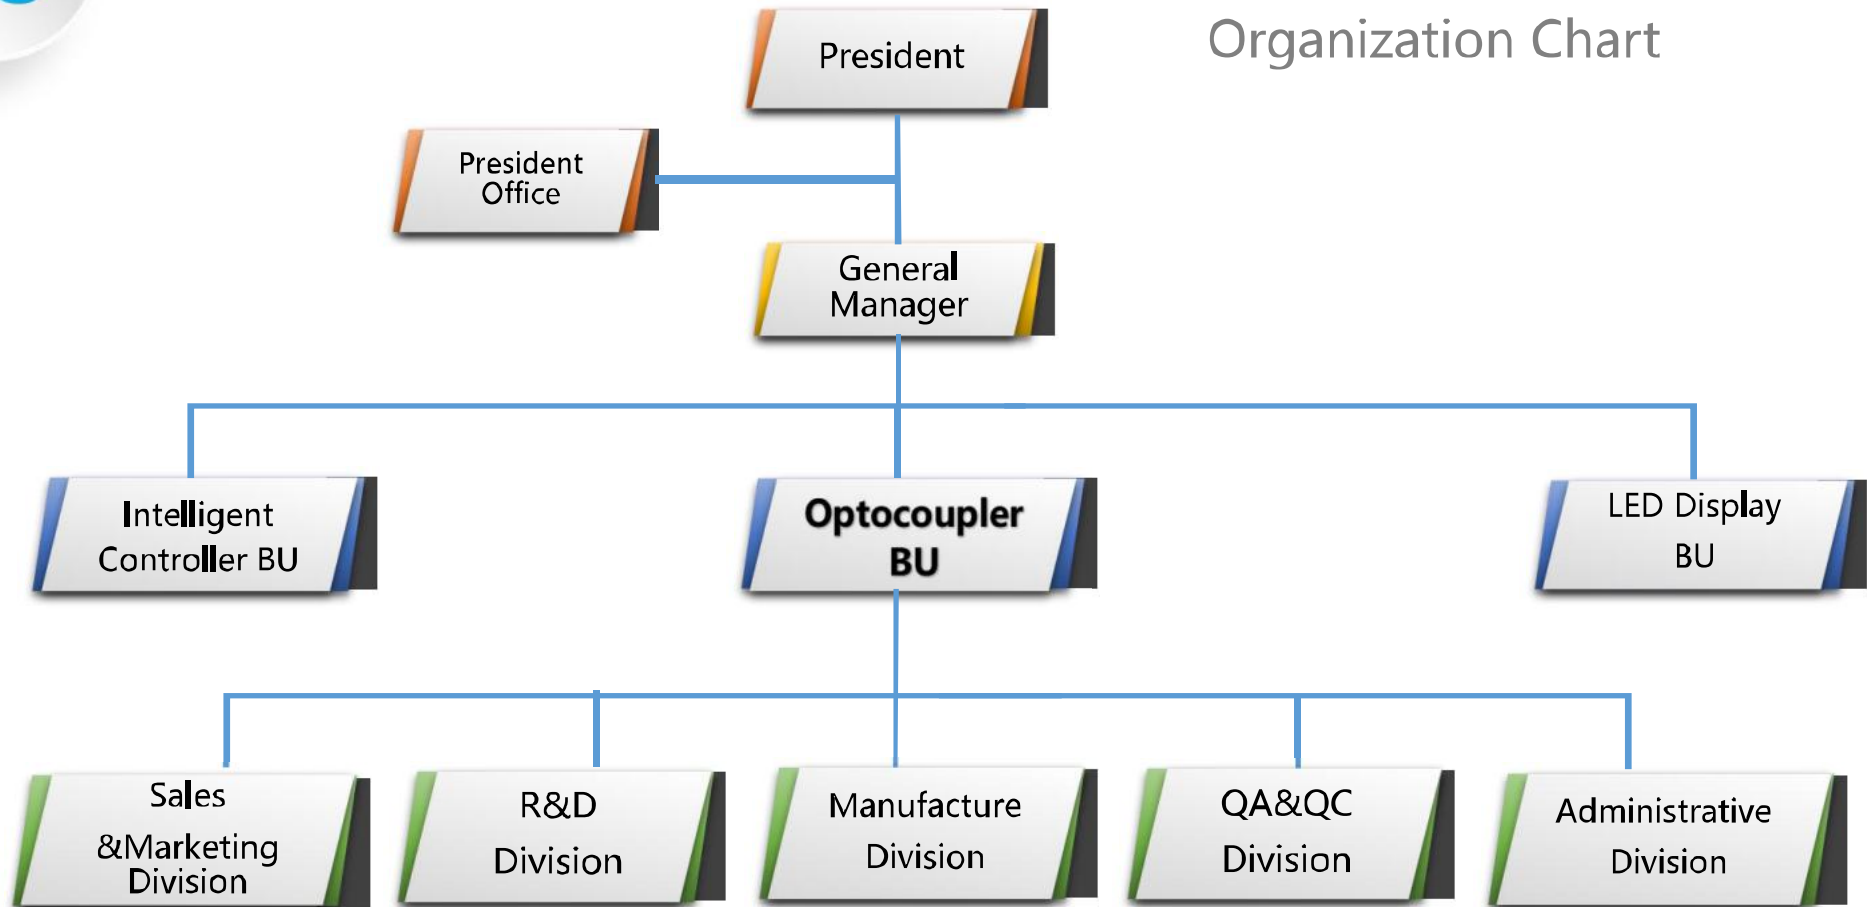 Organization Chart
President
President
Office
General
Manager
Intelligent
Controller BU
Optocoupler
BU
LED Display
BU
Sales
&Marketing
Division
R&D
Division
Manufacture
Division
QA&QC
Division
Administrative
Division